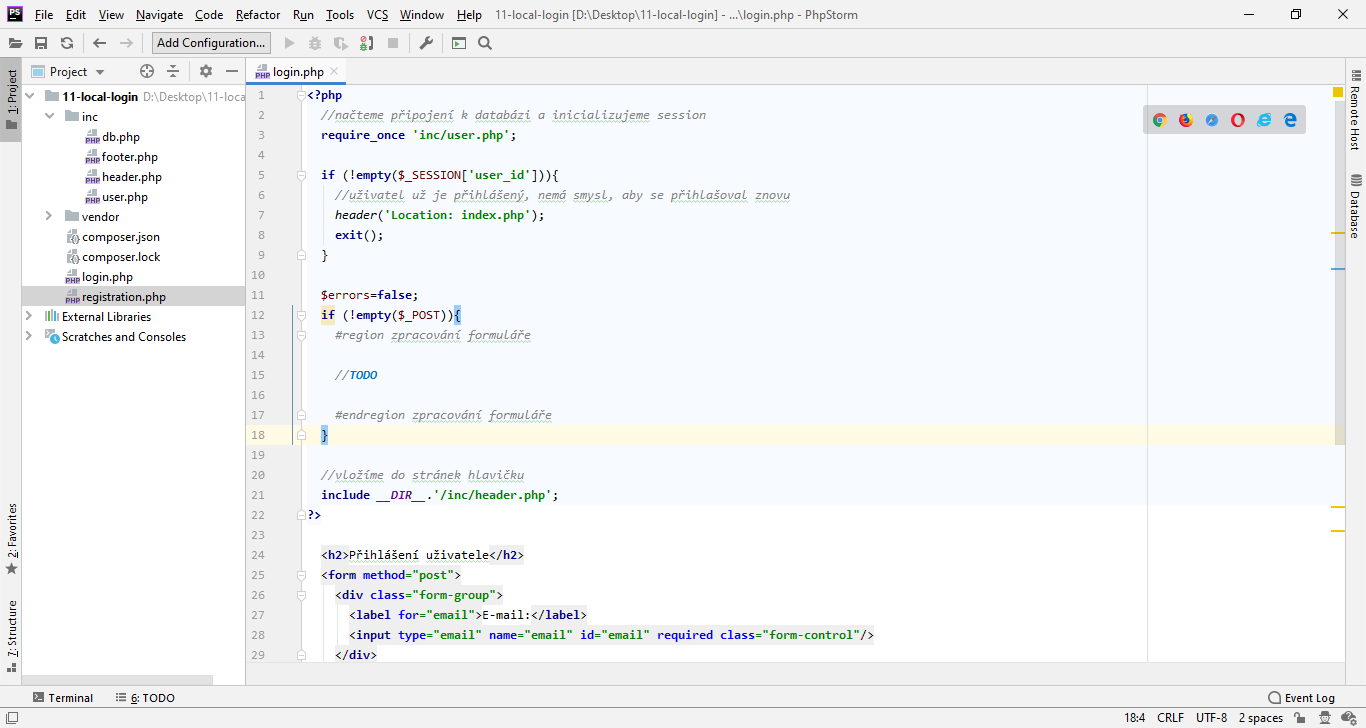 PS File Edit View Navigate Code Refactor Run Tools VCS Window Help 11-local-login [D:\Desktop\11-local-login] - ...\login.php - PhpStorm
Add Configuration...
Project
login.php
1: Project
11-local-login D:\Desktop\11-loca
inc
db.php
footer.php
header.php
user.php
vendor
composer.json
composer.lock
login.php
registration.php
External Libraries
Scratches and Consoles
2: Favorites
7: Structure
1 <?php
2 //načteme připojení k databázi a inicializujeme session
3 require_once 'inc/user.php';
4
5 if (!empty($_SESSION['user_id'])){
6 //uživatel už je přihlášený, nemá smysl, aby se přihlašoval znovu
7 header('Location: index.php');
8 exit();
9 }
10
11 $errors=false;
12 if (!empty($_POST)){
13 #region zpracování formuláře
14
15 //TODO
16
17 #endregion zpracování formuláře
18 }
19
20 //vložíme do stránek hlavičku
21 include __DIR__.'/inc/header.php';
22 ?>
23
24 <h2>Přihlášení uživatele</h2>
25 <form method="post">
26 <div class="form-group">
27 <label for="email">E-mail:</label>
28 <input type="email" name="email" id="email" required class="form-control"/>
29 </div>
Remote Host
Database
Terminal 6: TODO Event Log
18:4 CRLF UTF-8 2 spaces